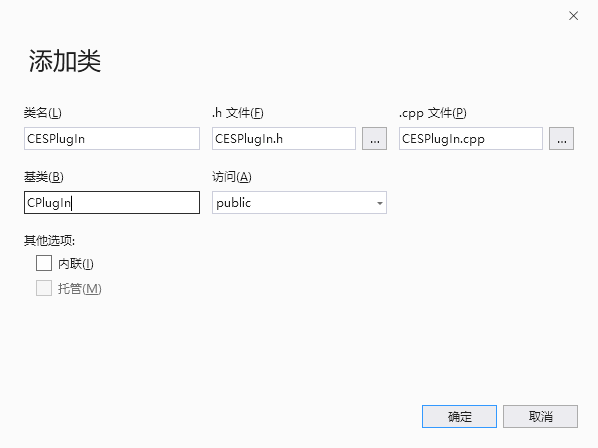 添加类
类名(L) .h 文件(F) .cpp 文件(P)
CESPlugIn CESPlugIn.h ... CESPlugIn.cpp ...
基类(B) 访问(A)
CPlugIn public
其他选项:
内联(I)
托管(M)
确定 取消